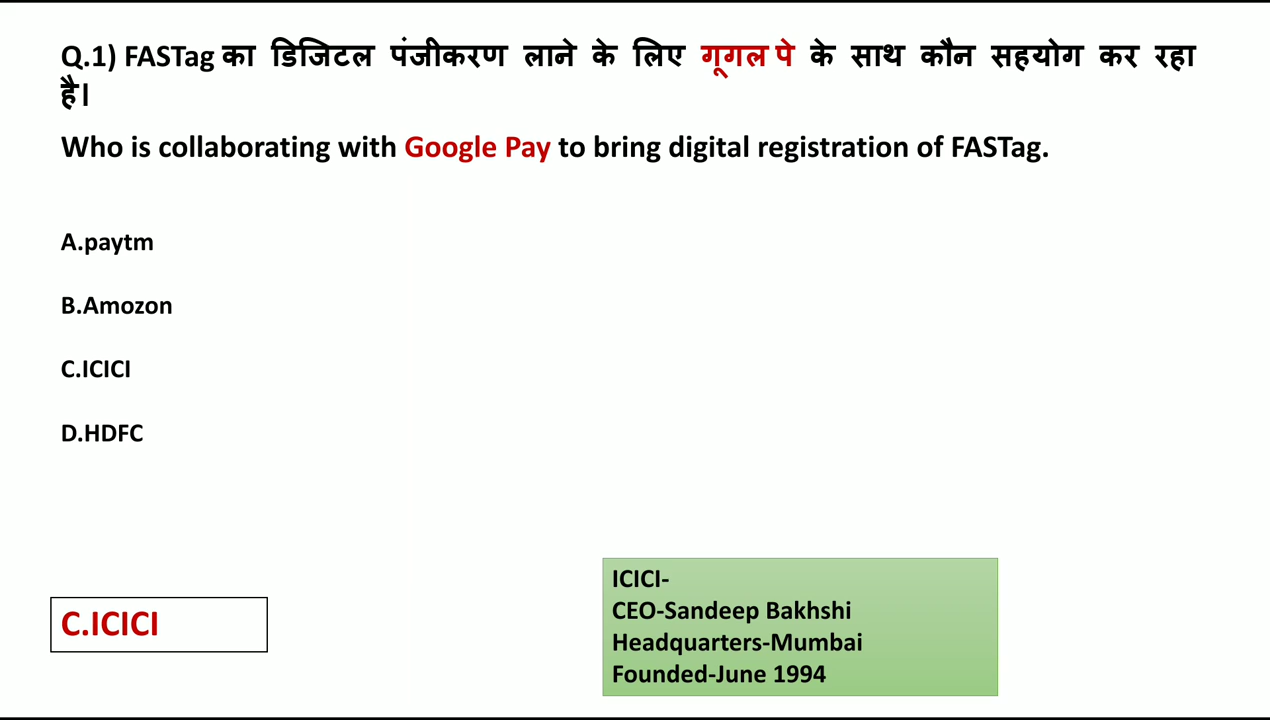 Q.1) FASTag का डिजिटल पंजीकरण लाने के लिए गूगल पे के साथ कौन सहयोग कर रहा
है।
Who is collaborating with Google Pay to bring digital registration of FASTag.
A.paytm
B.Amozon
C.ICICI
D.HDFC
C.ICICI
ICICI-
CEO-Sandeep Bakhshi
Headquarters-Mumbai
Founded-June 1994